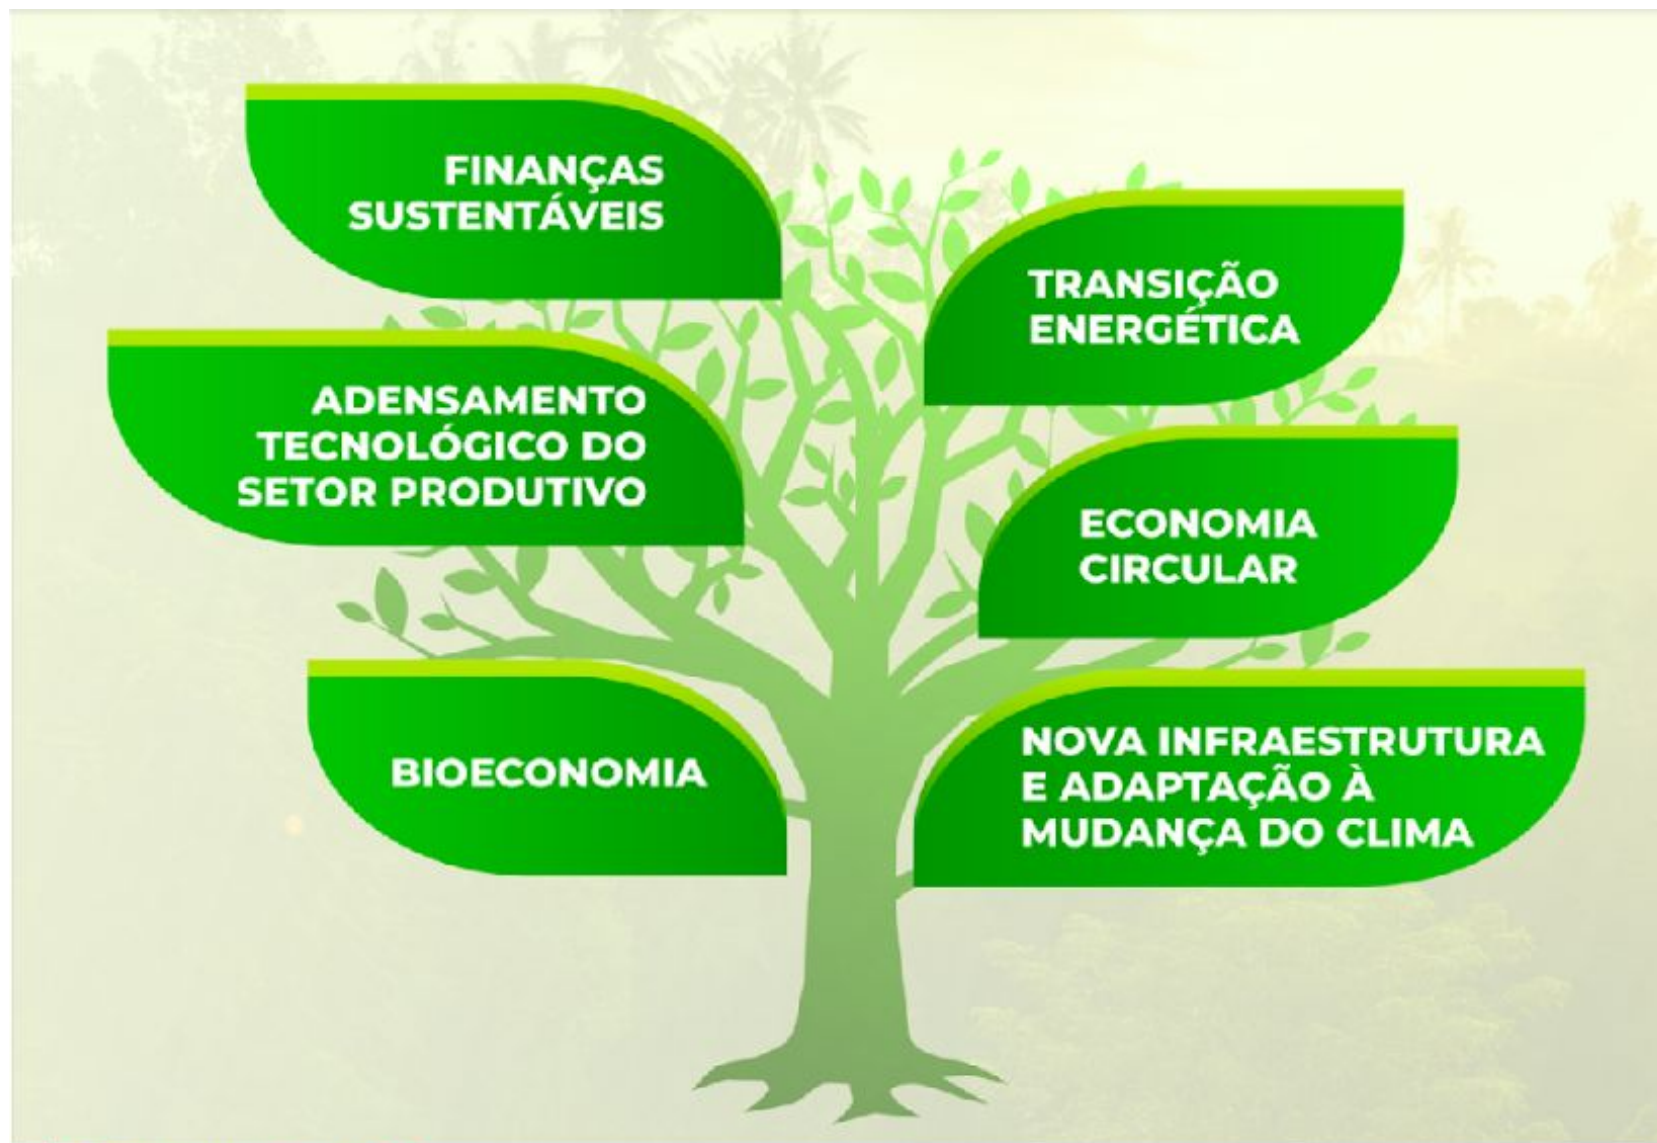 FINANÇAS
SUSTENTÁVEIS
TRANSIÇÃO
ENERGÉTICA
ADENSAMENTO
TECNOLÓGICO DO
SETOR PRODUTIVO
ECONOMIA
CIRCULAR
BIOECONOMIA
NOVA INFRAESTRUTURA
E ADAPTAÇÃO À
MUDANÇA DO CLIMA